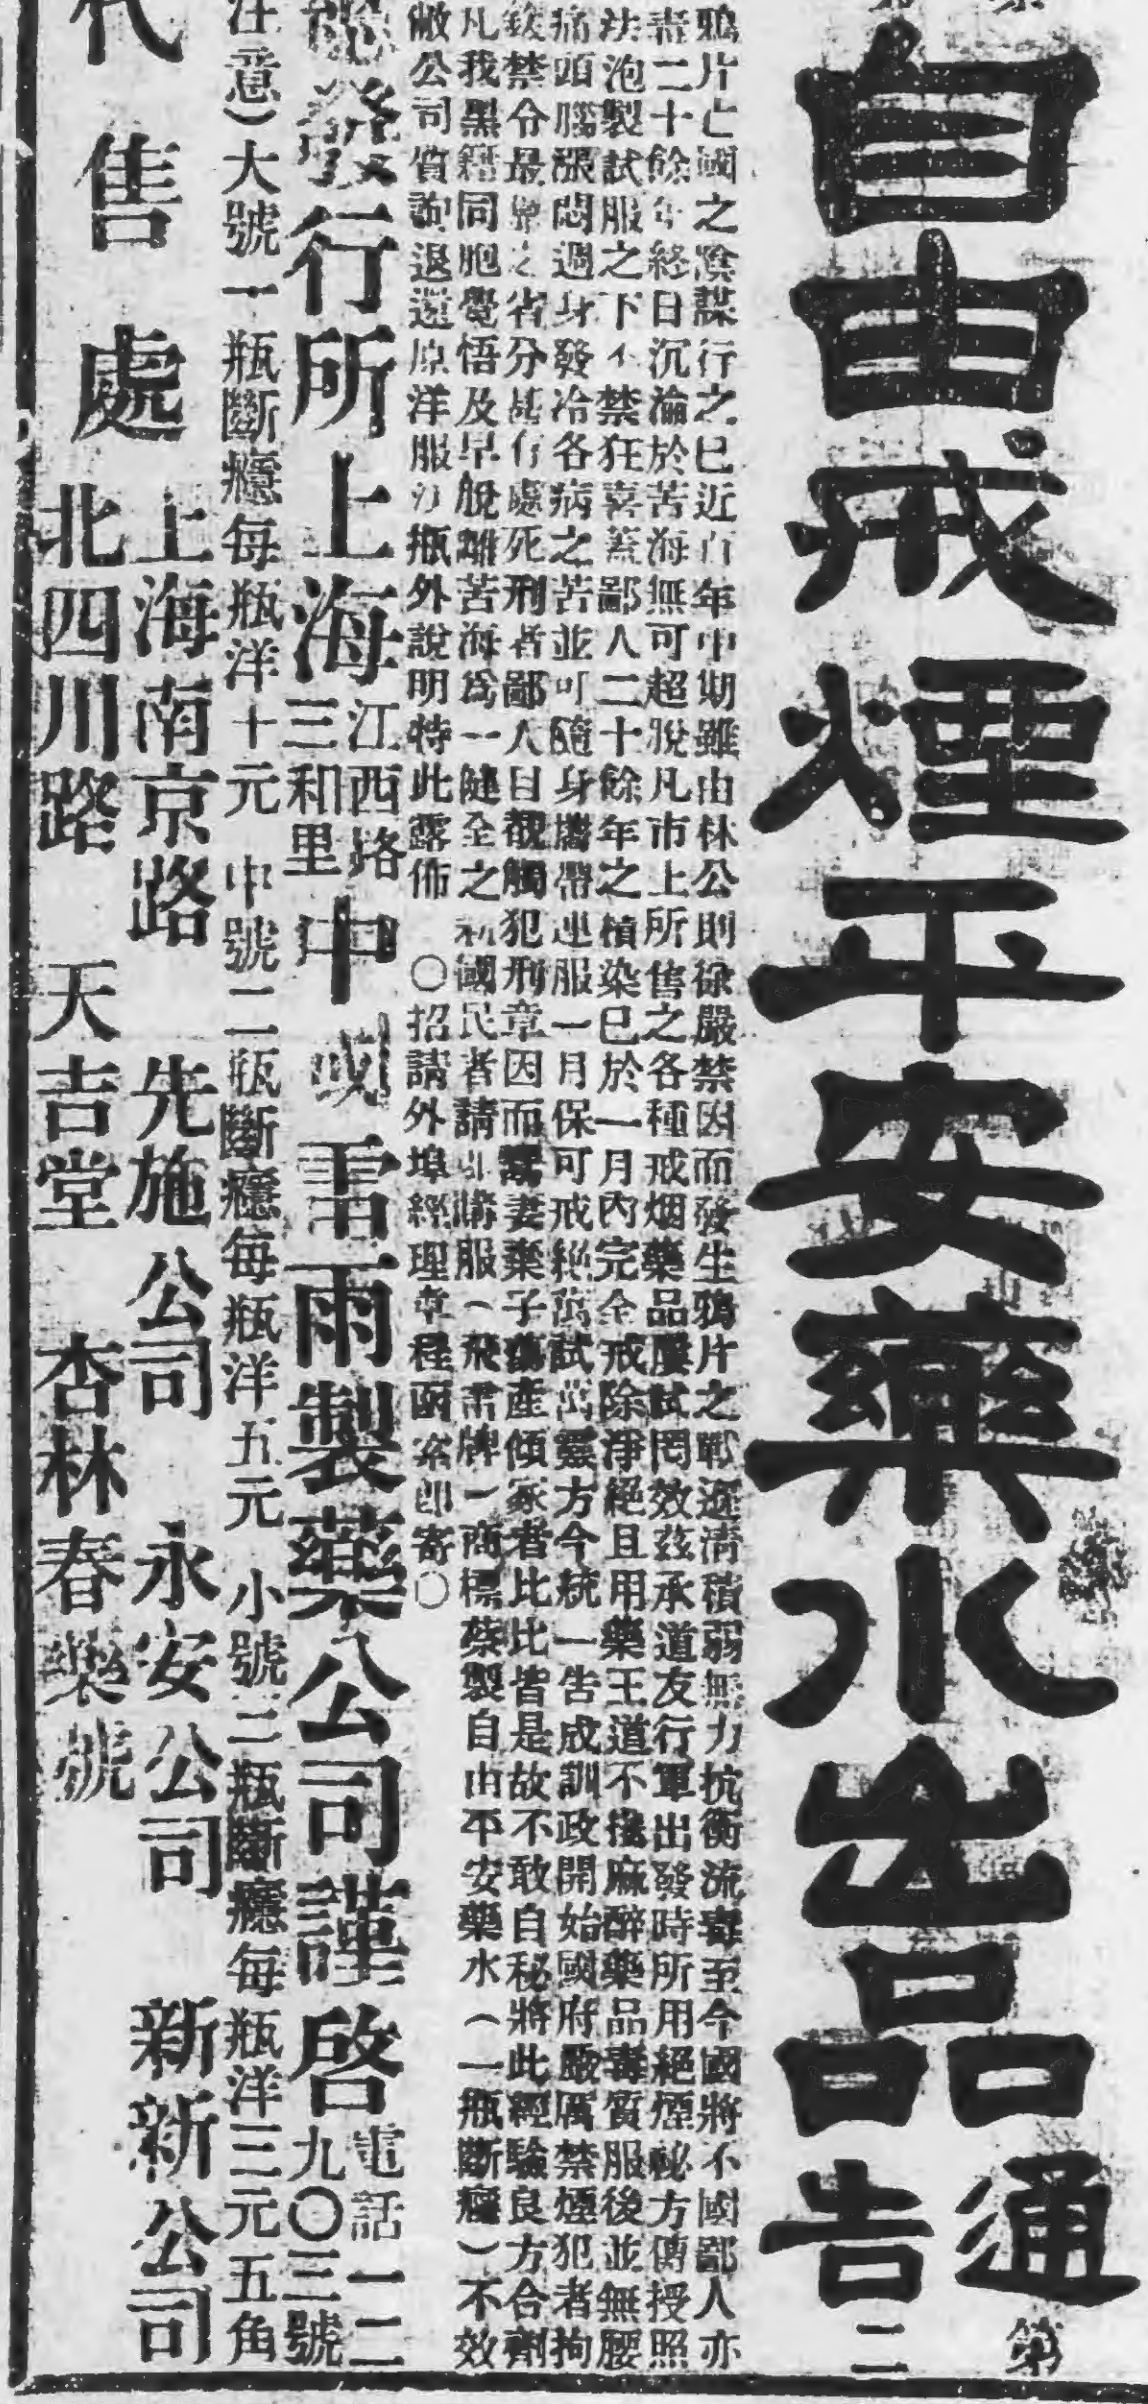 自由戒煙平安藥水出品通告 第二
鴉片亡國之陰謀行之已近百年中期雖由林公則徐嚴禁因而發生鴉片之戰遜清積弱無力抗衡流毒至今國將不國鄙人亦
毒二十餘年終日沉淪於苦海無可超脫凡市上所售之各種戒烟藥品屢試罔效茲承道友行軍出發時所用絕煙秘方傳授照
法泡製試服之下不禁狂喜蓋鄙人二十餘年之積染已於一月內完全戒除淨絕且用藥王道不攙麻醉藥品毒質服後並無腰
痛頭腦漲悶週身發冷各病之苦並可隨身攜帶連服一月保可戒絕萬試萬靈方今統一告成訓政開始國府嚴厲禁煙犯者拘
禁令最嚴之省分甚有處死刑者鄙人目覩觸犯刑章因而妻棄子蕩產傾家者比比皆是故不敢自秘將此經驗良方合劑
凡我黑籍同胞覺悟及早脫離苦海爲一健全之新國民者請即購服（飛雷牌）商標蔡製自由平安藥水（一瓶斷癮）不效
敝公司質詢退還原洋服方瓶外說明特此露佈 ○招請外埠經理章程函索即寄○
總發行所上海江西路三和里中 雪雨製藥公司謹啓 電話一二九〇三號
注意）大號一瓶斷癮每瓶洋十元 中號二瓶斷癮每瓶洋五元 小號三瓶斷癮每瓶洋三元五角
代售處 上海南京路 先施公司 永安公司 新新公司
北四川路 天吉堂 杏林春藥號